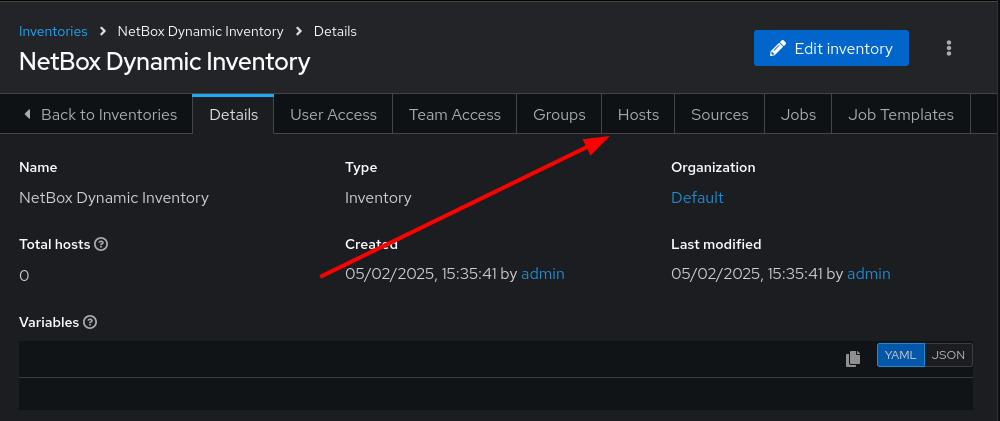 Inventories > NetBox Dynamic Inventory > Details
NetBox Dynamic Inventory
Edit inventory
Back to Inventories Details User Access Team Access Groups Hosts Sources Jobs Job Templates
Name Type Organization
NetBox Dynamic Inventory Inventory Default
Total hosts Created Last modified
0 05/02/2025, 15:35:41 by admin 05/02/2025, 15:35:41 by admin
Variables
YAML JSON